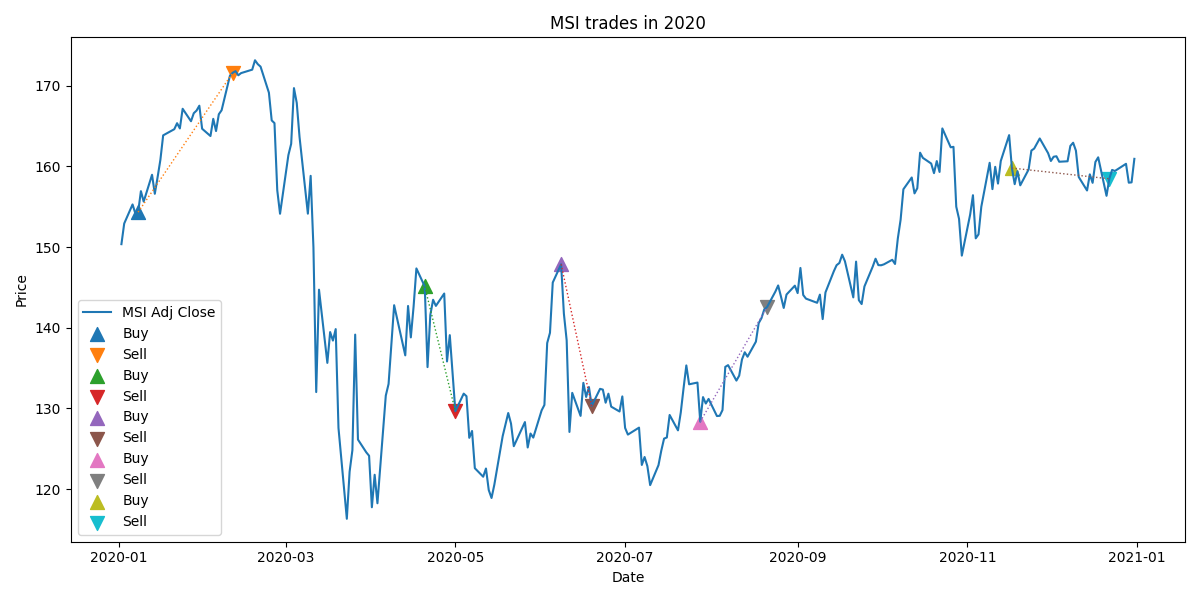 MSI trades in 2020
Price
170
160
150
140
130
120
MSI Adj Close
Buy
Sell
Buy
Sell
Buy
Sell
Buy
Sell
Buy
Sell
2020-01 2020-03 2020-05 2020-07 2020-09 2020-11 2021-01
Date